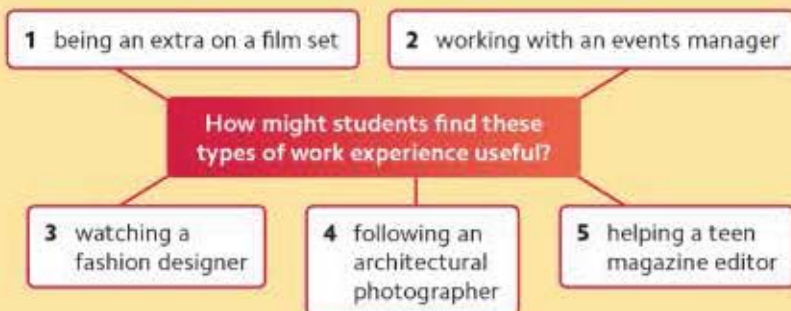 1 being an extra on a film set
2 working with an events manager
How might students find these
types of work experience useful?
3 watching a
fashion designer
4 following an
architectural
photographer
5 helping a teen
magazine editor